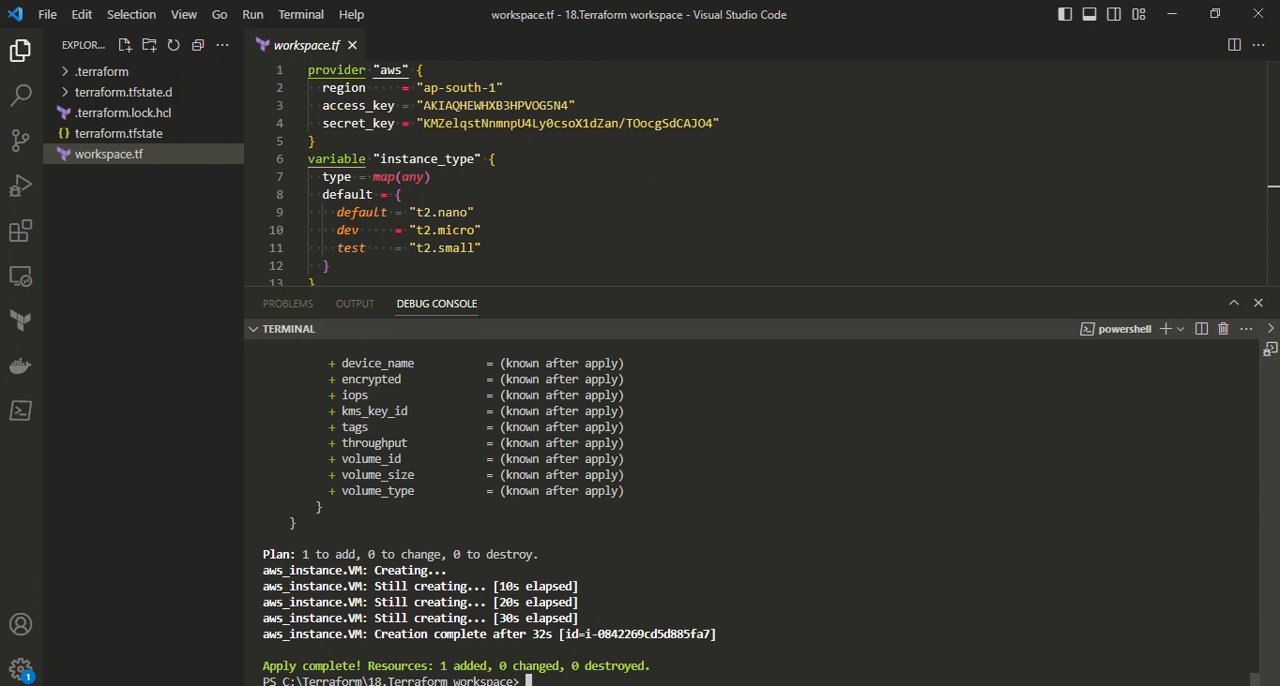 File Edit Selection View Go Run Terminal Help
workspace.tf - 18.Terraform workspace - Visual Studio Code
EXPLOR...
.terraform
terraform.tfstate.d
.terraform.lock.hcl
terraform.tfstate
workspace.tf
workspace.tf
1 provider "aws" {
2 region = "ap-south-1"
3 access_key = "AKIAQHEWHXB3HPVOG5N4"
4 secret_key = "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"
5 }
6 variable "instance_type" {
7 type = map(any)
8 default = {
9 default = "t2.nano"
10 dev = "t2.micro"
11 test = "t2.small"
12 }
13 }
PROBLEMS OUTPUT DEBUG CONSOLE
TERMINAL
powershell
+ device_name = (known after apply)
+ encrypted = (known after apply)
+ iops = (known after apply)
+ kms_key_id = (known after apply)
+ tags = (known after apply)
+ throughput = (known after apply)
+ volume_id = (known after apply)
+ volume_size = (known after apply)
+ volume_type = (known after apply)
}
}
Plan: 1 to add, 0 to change, 0 to destroy.
aws_instance.VM: Creating...
aws_instance.VM: Still creating... [10s elapsed]
aws_instance.VM: Still creating... [20s elapsed]
aws_instance.VM: Still creating... [30s elapsed]
aws_instance.VM: Creation complete after 32s [id=i-0842269cd5d885fa7]
Apply complete! Resources: 1 added, 0 changed, 0 destroyed.
PS C:\Terraform\18.Terraform workspace>
1